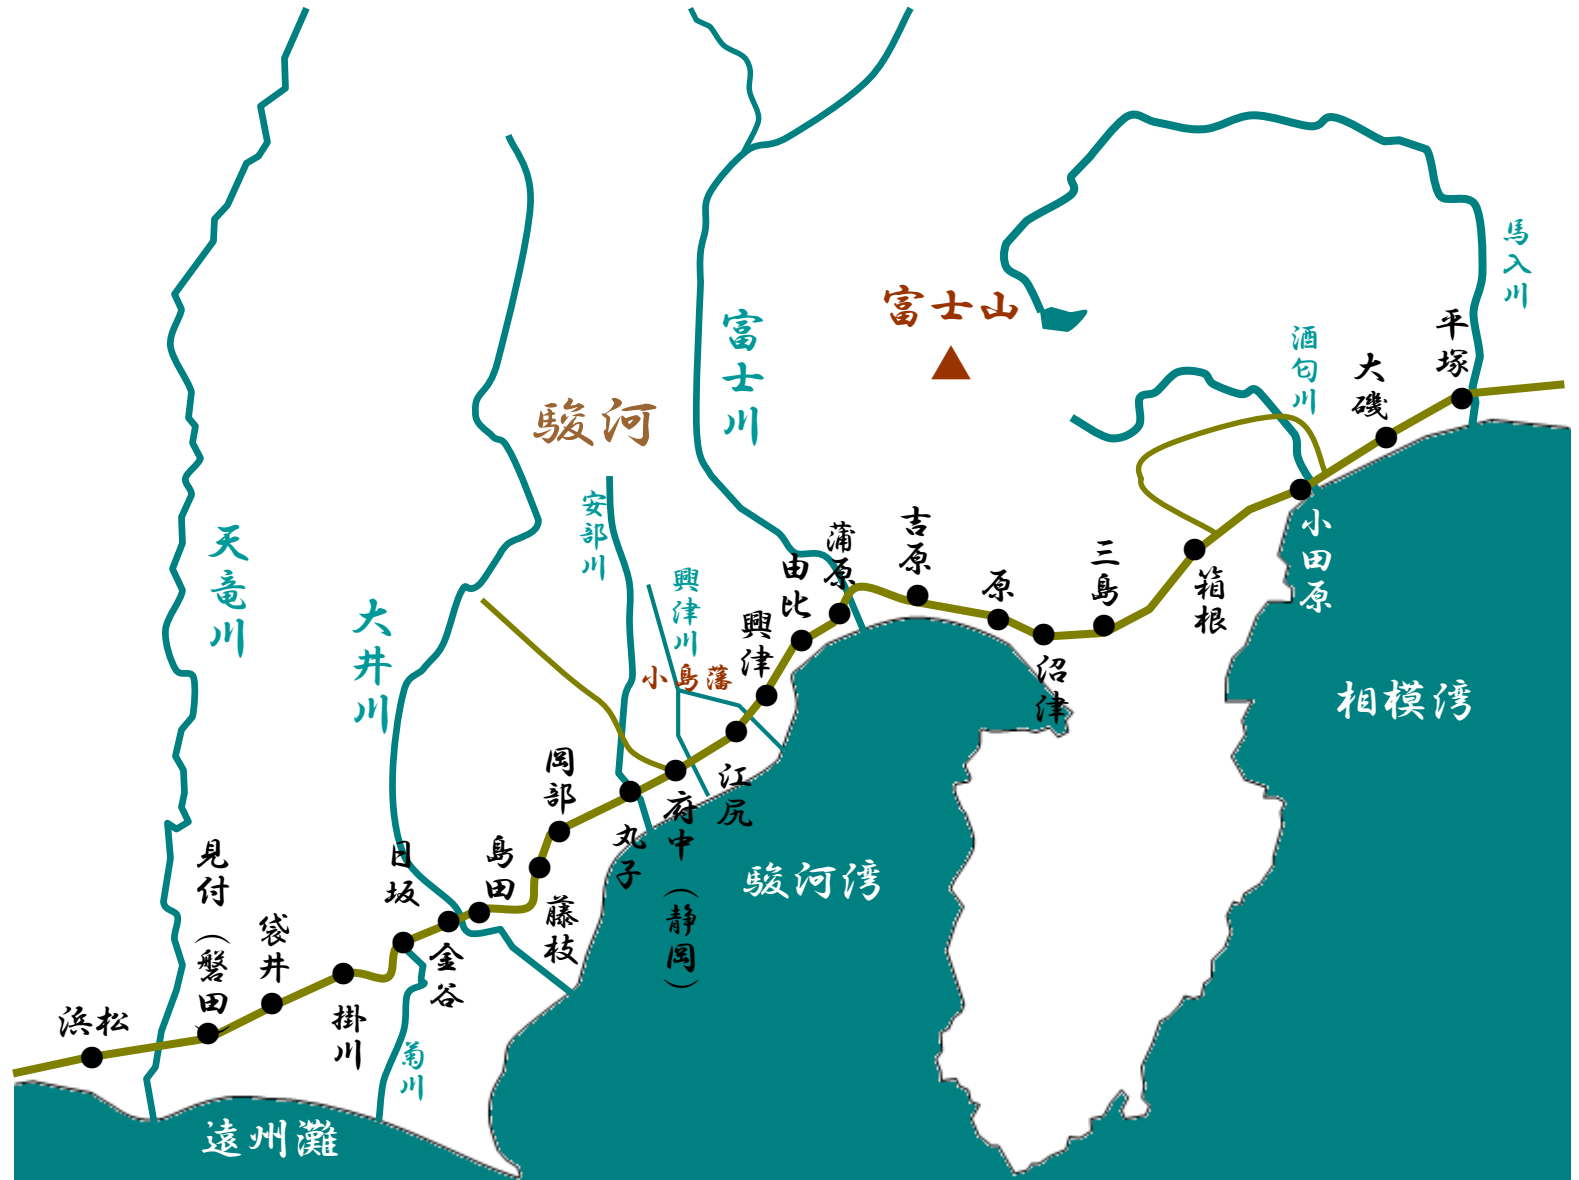 馬入川
富士山
富士川
平塚
酒匂川
大磯
駿河
安部川
吉原
小田原
蒲原
天竜川
三島
由比
原
箱根
興津川
大井川
興津
沼津
小島藩
相模湾
岡部
江尻
府中(静岡)
丸子
日坂
島田
見付(磐田)
駿河湾
藤枝
袋井
金谷
浜松
掛川
菊川
遠州灘